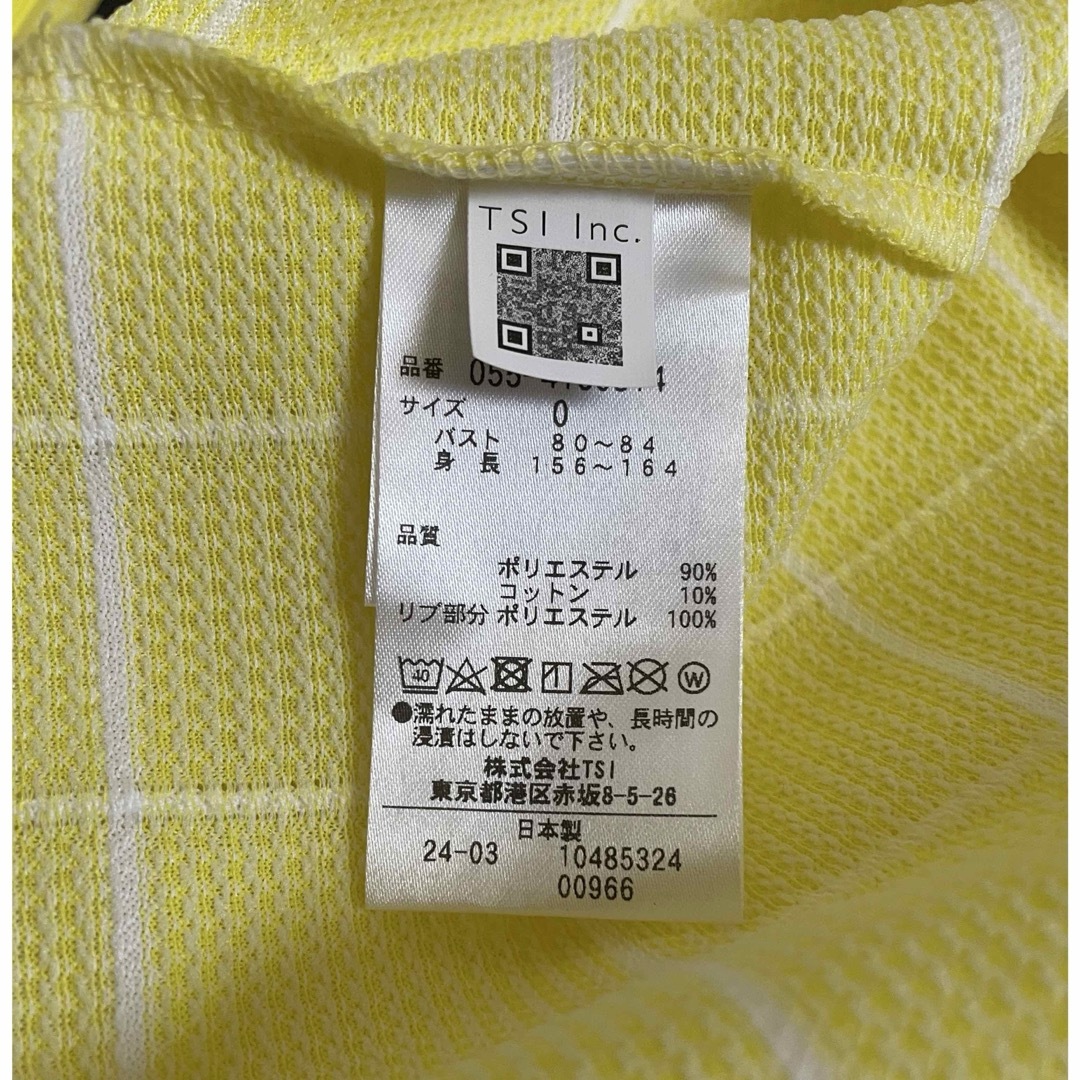 TSI Inc.
品番 055
サイズ 0
バスト 80～84
身長 156～164
品質
ポリエステル 90%
コットン 10%
リブ部分 ポリエステル 100%
40
W
●濡れたままの放置や、長時間の
浸漬はしないで下さい。
株式会社TSI
東京都港区赤坂8-5-26
日本製
24-03 10485324
00966